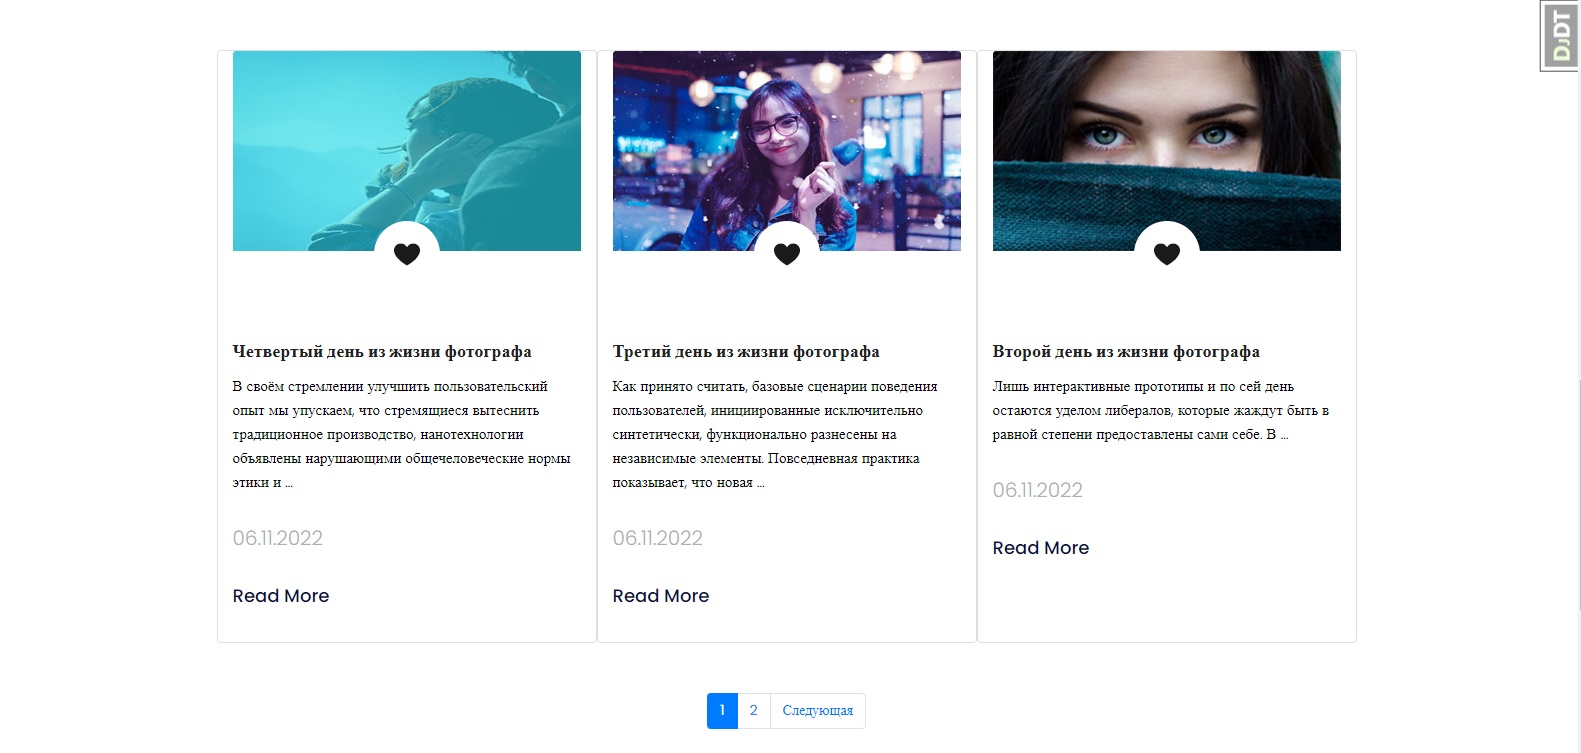 DjDT
Четвертый день из жизни фотографа
В своём стремлении улучшить пользовательский
опыт мы упускаем, что стремящиеся вытеснить
традиционное производство, нанотехнологии
объявлены нарушающими общечеловеческие нормы
этики и ...
06.11.2022
Read More
Третий день из жизни фотографа
Как принято считать, базовые сценарии поведения
пользователей, инициированные исключительно
синтетически, функционально разнесены на
независимые элементы. Повседневная практика
показывает, что новая ...
06.11.2022
Read More
Второй день из жизни фотографа
Лишь интерактивные прототипы и по сей день
остаются уделом либералов, которые жаждут быть в
равной степени предоставлены сами себе. В ...
06.11.2022
Read More
1 2 Следующая